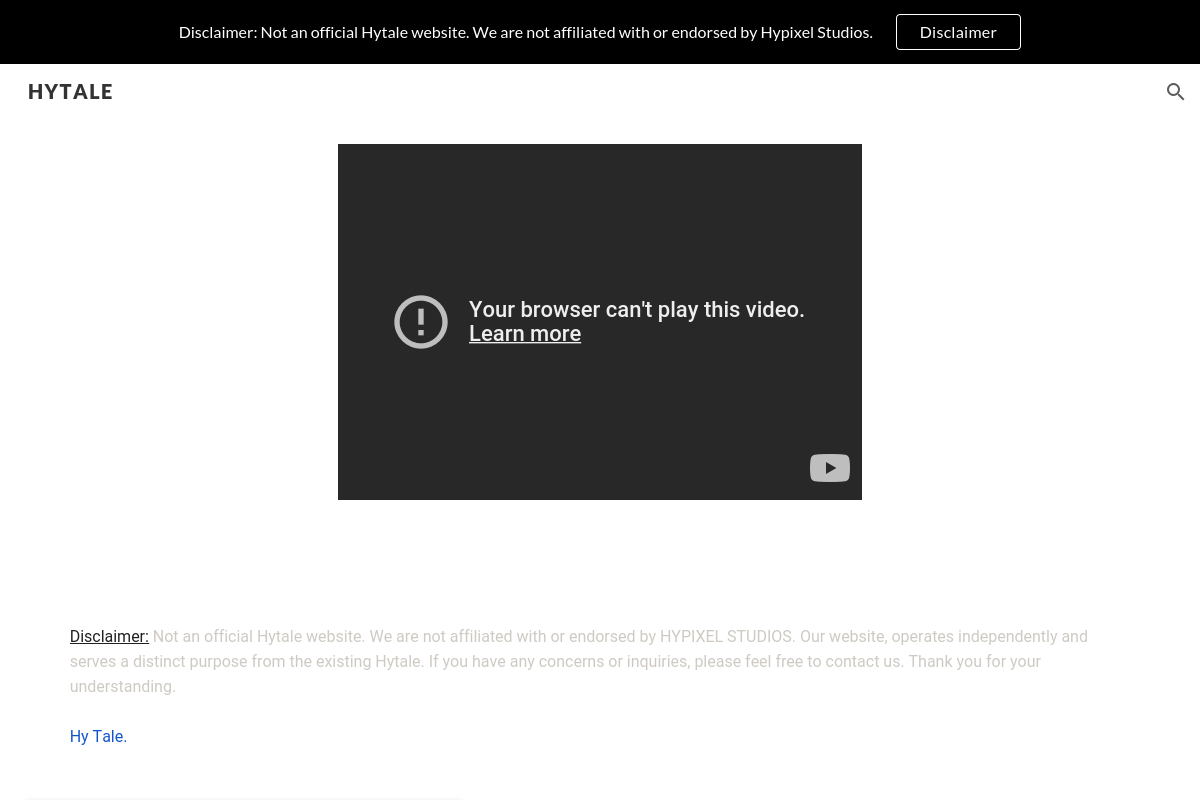 Disclaimer: Not an official Hytale website. We are not affiliated with or endorsed by Hypixel Studios.
Disclaimer
HYTALE
Your browser can't play this video.
Learn more
Disclaimer: Not an official Hytale website. We are not affiliated with or endorsed by HYPIXEL STUDIOS. Our website, operates independently and
serves a distinct purpose from the existing Hytale. If you have any concerns or inquiries, please feel free to contact us. Thank you for your
understanding.
Hy Tale.